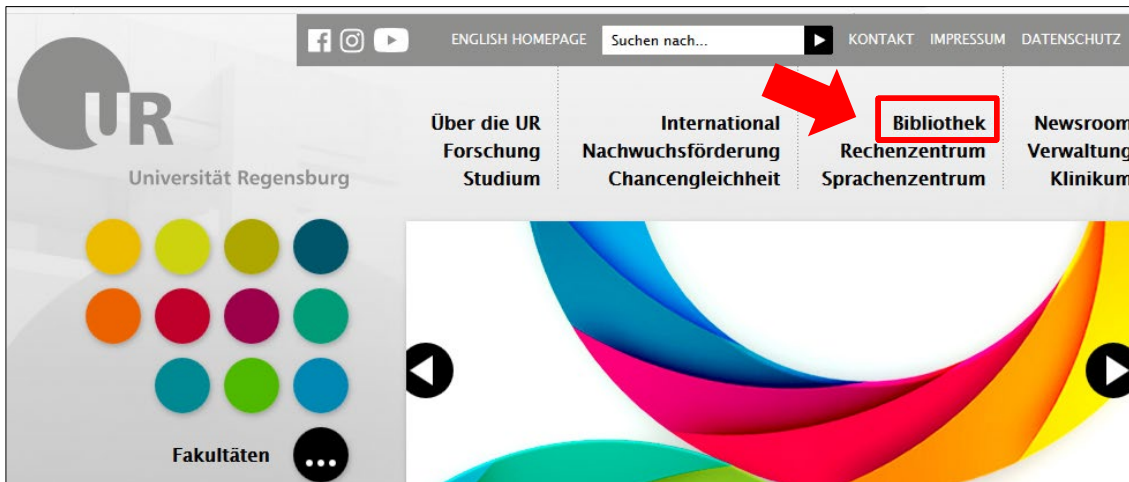 ENGLISH HOMEPAGE Suchen nach... KONTAKT IMPRESSUM DATENSCHUTZ
UR
Universität Regensburg
Über die UR International Bibliothek Newsroom
Forschung Nachwuchsförderung Rechenzentrum Verwaltung
Studium Chancengleichheit Sprachenzentrum Klinikum
Fakultäten ...